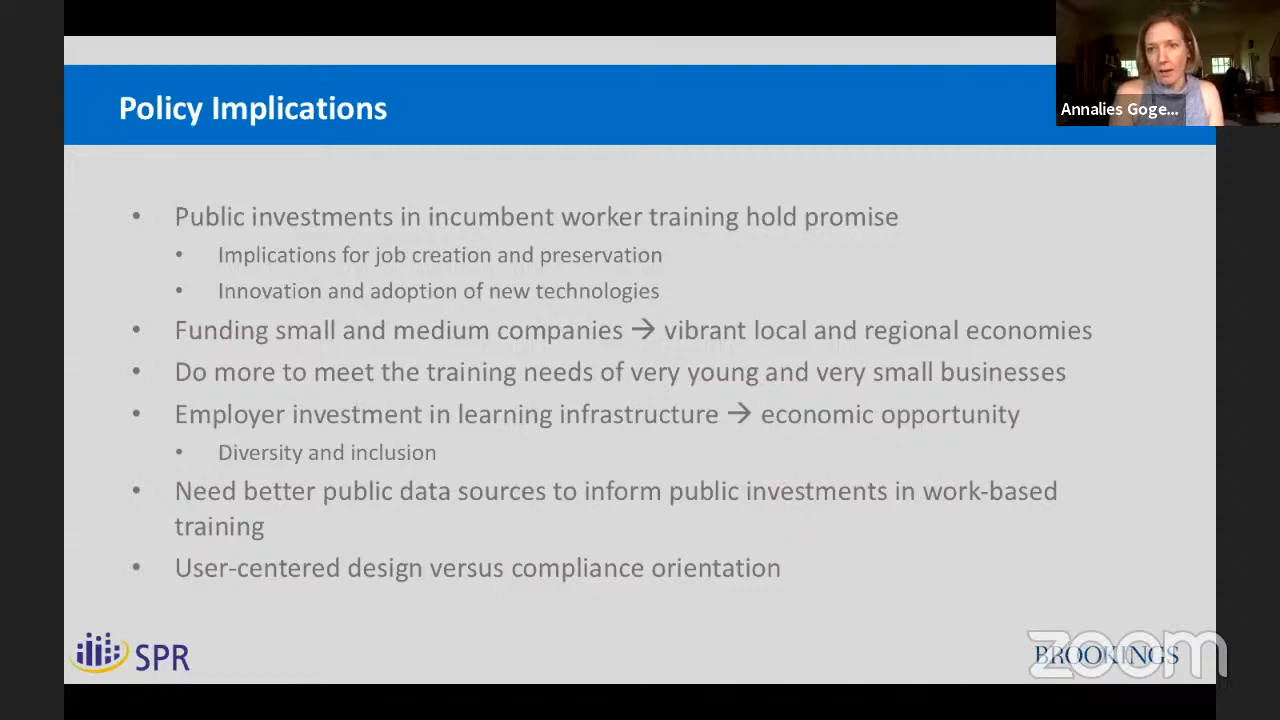 Policy Implications
Annalies Goge...
• Public investments in incumbent worker training hold promise
• Implications for job creation and preservation
• Innovation and adoption of new technologies
• Funding small and medium companies → vibrant local and regional economies
• Do more to meet the training needs of very young and very small businesses
• Employer investment in learning infrastructure → economic opportunity
• Diversity and inclusion
• Need better public data sources to inform public investments in work-based
training
• User-centered design versus compliance orientation
SPR
BROOKINGS
zoom